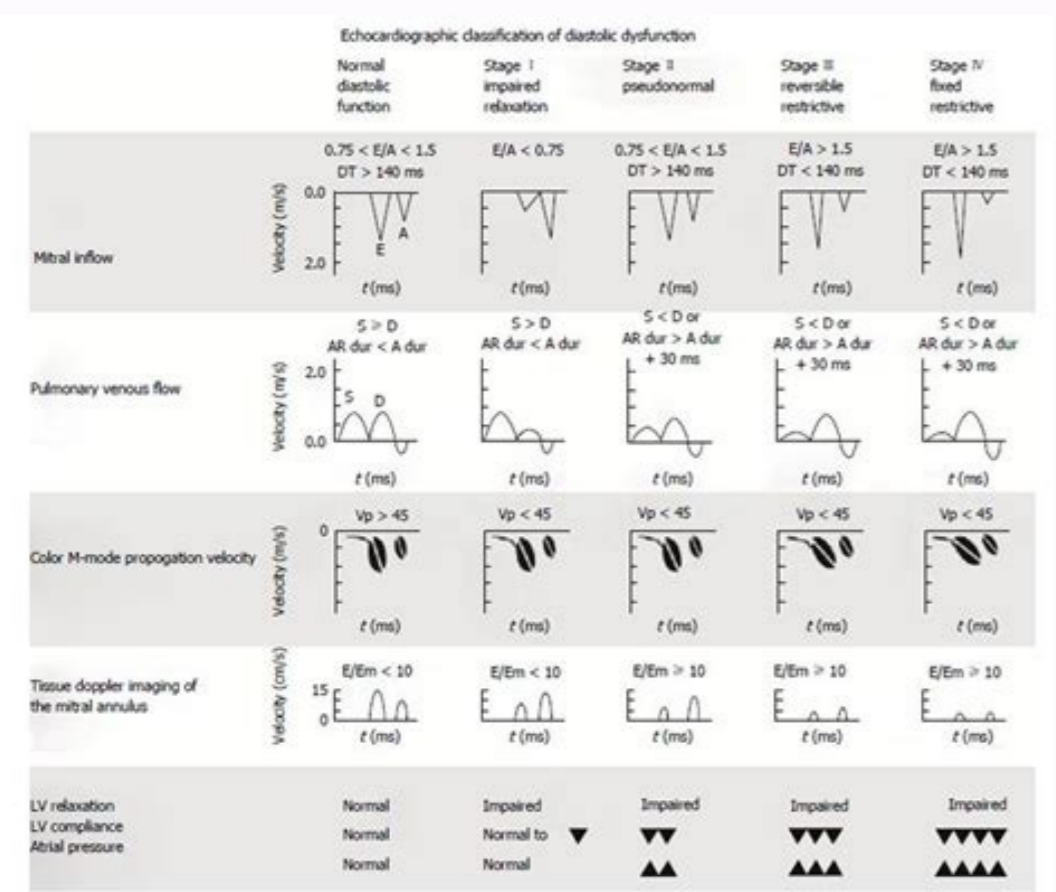 Echocardiographic classification of diastolic dysfunction
Normal diastolic function
Stage I impaired relaxation
Stage II pseudonormal
Stage III reversible restrictive
Stage IV fixed restrictive
Mitral inflow
Velocity (m/s)
0.0
2.0
0.75 < E/A < 1.5
DT > 140 ms
E
A
t (ms)
E/A < 0.75
t (ms)
0.75 < E/A < 1.5
DT > 140 ms
t (ms)
E/A > 1.5
DT < 140 ms
t (ms)
E/A > 1.5
DT < 140 ms
t (ms)
Pulmonary venous flow
Velocity (m/s)
2.0
0.0
S ≥ D
AR dur < A dur
S
D
t (ms)
S > D
AR dur < A dur
t (ms)
S < D or
AR dur > A dur
+ 30 ms
t (ms)
S < D or
AR dur > A dur
+ 30 ms
t (ms)
S < D or
AR dur > A dur
+ 30 ms
t (ms)
Color M-mode propogation velocity
Velocity (m/s)
0
Vp > 45
t (ms)
Vp < 45
t (ms)
Vp < 45
t (ms)
Vp < 45
t (ms)
Vp < 45
t (ms)
Tissue doppler imaging of
the mitral annulus
Velocity (cm/s)
15
0
E/Em < 10
t (ms)
E/Em < 10
t (ms)
E/Em ≥ 10
t (ms)
E/Em ≥ 10
t (ms)
E/Em ≥ 10
t (ms)
LV relaxation Normal Impaired Impaired Impaired Impaired
LV compliance Normal Normal to ▼ ▼▼ ▼▼▼ ▼▼▼▼
Atrial pressure Normal Normal ▲▲ ▲▲▲ ▲▲▲▲